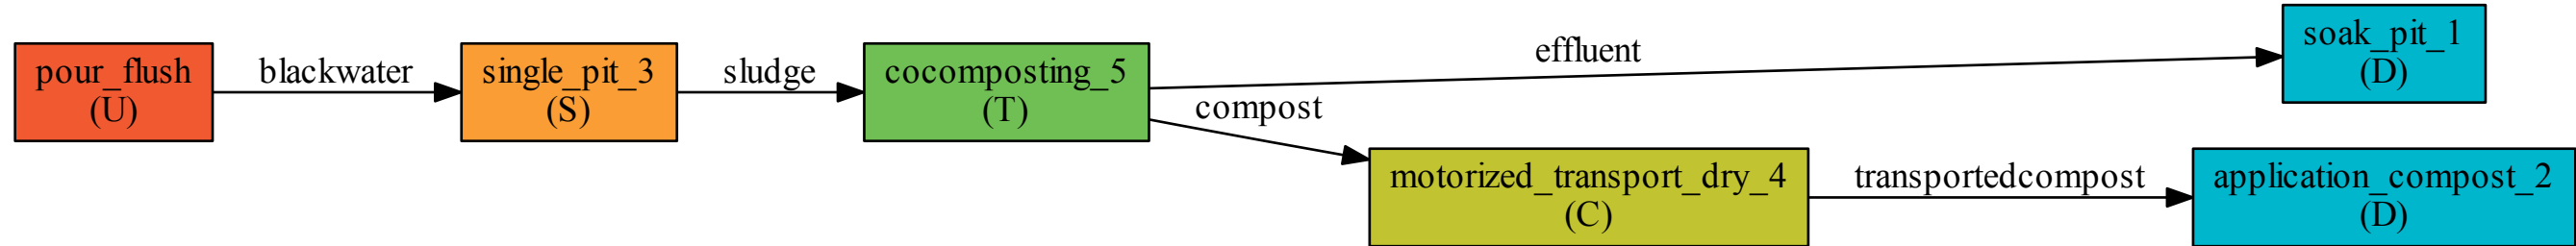 pour_flush
(U)
blackwater
single_pit_3
(S)
sludge
cocomposting_5
(T)
effluent
soak_pit_1
(D)
compost
motorized_transport_dry_4
(C)
transportedcompost
application_compost_2
(D)